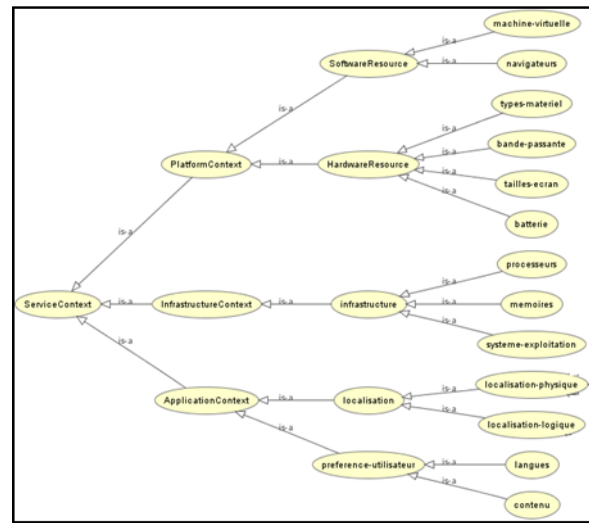 machine-virtuelle
is-a
SoftwareResource
is-a
navigateurs
is-a
types-materiel
is-a
bande-passante
PlatformContext
is-a
HardwareResource
is-a
is-a
tailles-ecran
is-a
batterie
is-a
processeurs
is-a
ServiceContext
is-a
InfrastructureContext
is-a
infrastructure
is-a
memoires
is-a
systeme-exploitation
is-a
localisation-physique
is-a
ApplicationContext
is-a
localisation
is-a
localisation-logique
is-a
preference-utilisateur
is-a
langues
is-a
contenu